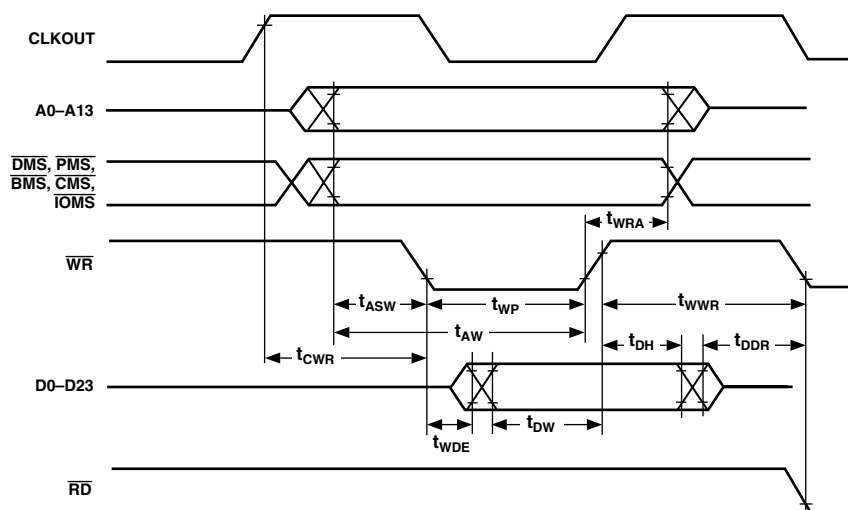 CLKOUT
A0–A13
DMS, PMS,
BMS, CMS,
IOMS
tWRA
WR
tASW
tWP
tWWR
tAW
tDH
tDDR
tCWR
D0–D23
tWDE
tDW
RD